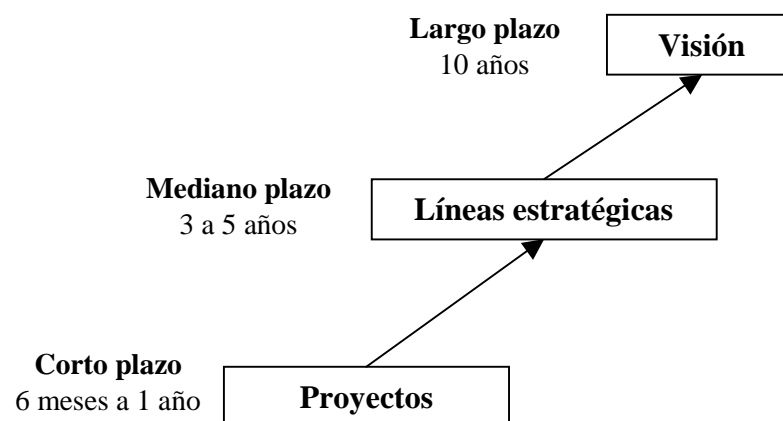 Largo plazo
10 años
Visión
Mediano plazo
3 a 5 años
Líneas estratégicas
Corto plazo
6 meses a 1 año
Proyectos